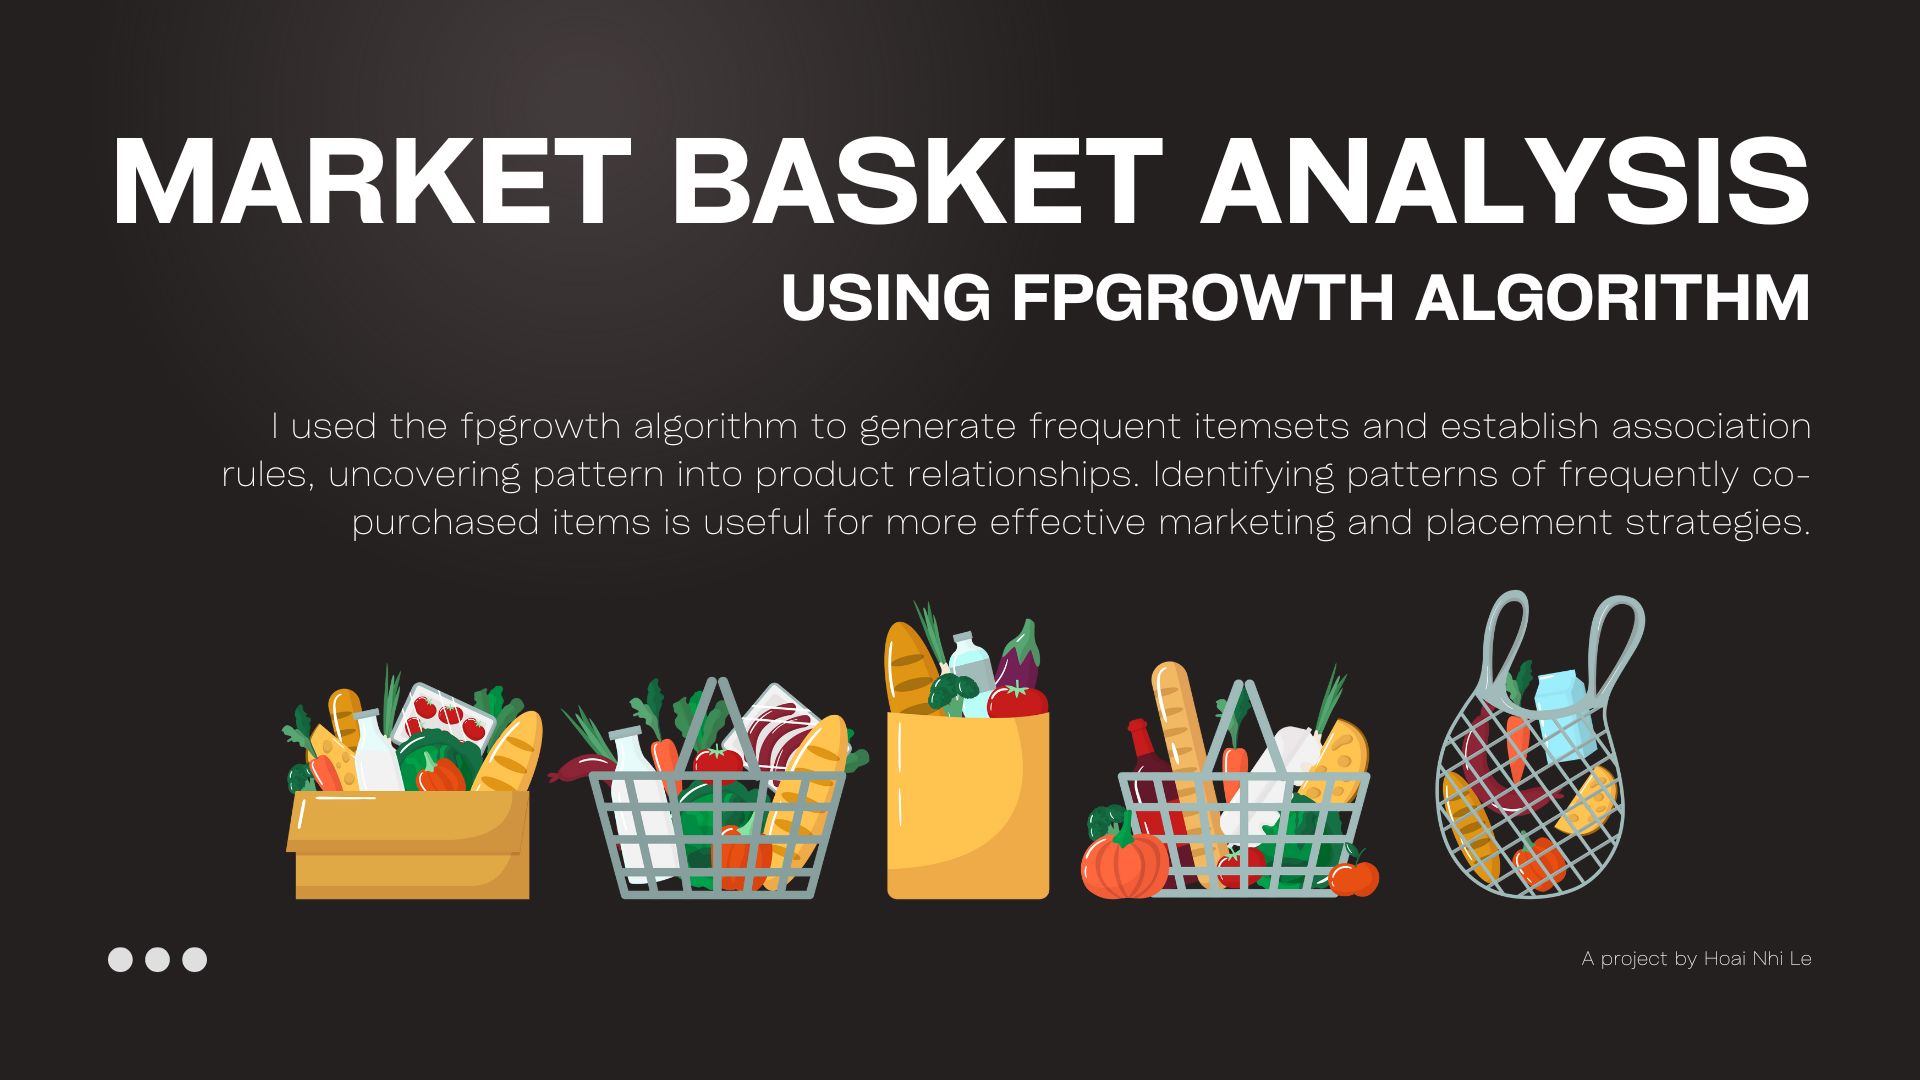 MARKET BASKET ANALYSIS
USING FPGROWTH ALGORITHM
I used the fpgrowth algorithm to generate frequent itemsets and establish association
rules, uncovering pattern into product relationships. Identifying patterns of frequently co-
purchased items is useful for more effective marketing and placement strategies.
A project by Hoai Nhi Le